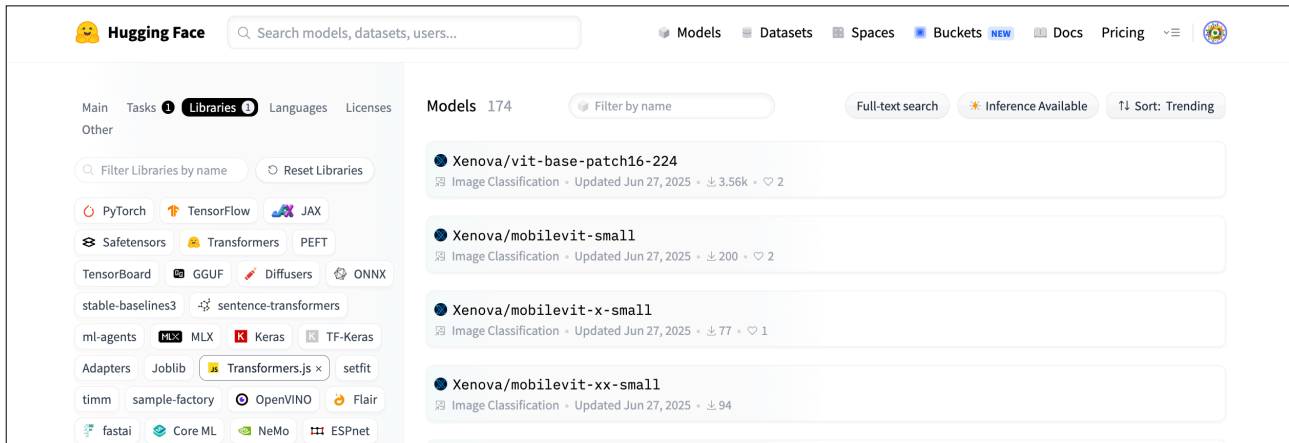 Hugging Face
Search models, datasets, users...
Models
Datasets
Spaces
Buckets NEW
Docs
Pricing
Main
Tasks 1
Libraries 1
Languages
Licenses
Other
Filter Libraries by name
Reset Libraries
PyTorch
TensorFlow
JAX
Safetensors
Transformers
PEFT
TensorBoard
GGUF
Diffusers
ONNX
stable-baselines3
sentence-transformers
ml-agents
MLX MLX
K Keras
K TF-Keras
Adapters
Joblib
JS Transformers.js ×
setfit
timm
sample-factory
OpenVINO
Flair
fastai
Core ML
NeMo
ESPnet
Models 174
Filter by name
Full-text search
Inference Available
Sort: Trending
Xenova/vit-base-patch16-224
Image Classification • Updated Jun 27, 2025 • 3.56k • 2
Xenova/mobilevit-small
Image Classification • Updated Jun 27, 2025 • 200 • 2
Xenova/mobilevit-x-small
Image Classification • Updated Jun 27, 2025 • 77 • 1
Xenova/mobilevit-xx-small
Image Classification • Updated Jun 27, 2025 • 94